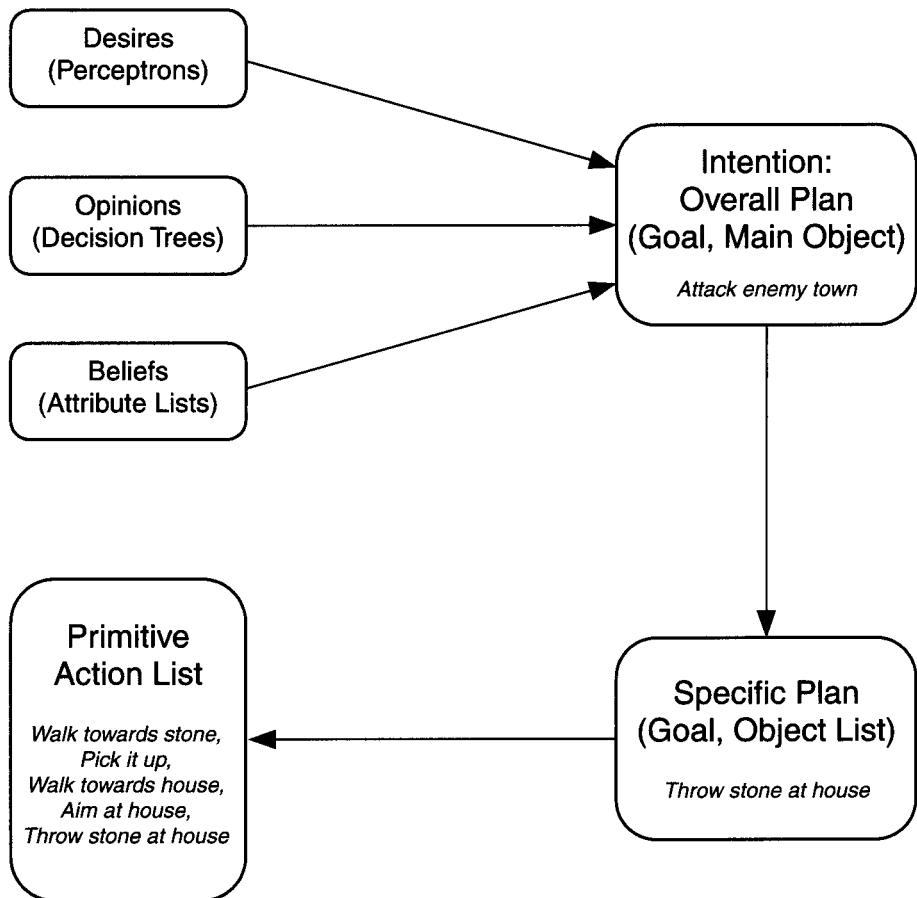 Desires
(Perceptrons)
Opinions
(Decision Trees)
Beliefs
(Attribute Lists)
Intention:
Overall Plan
(Goal, Main Object)
Attack enemy town
Specific Plan
(Goal, Object List)
Throw stone at house
Primitive
Action List
Walk towards stone,
Pick it up,
Walk towards house,
Aim at house,
Throw stone at house